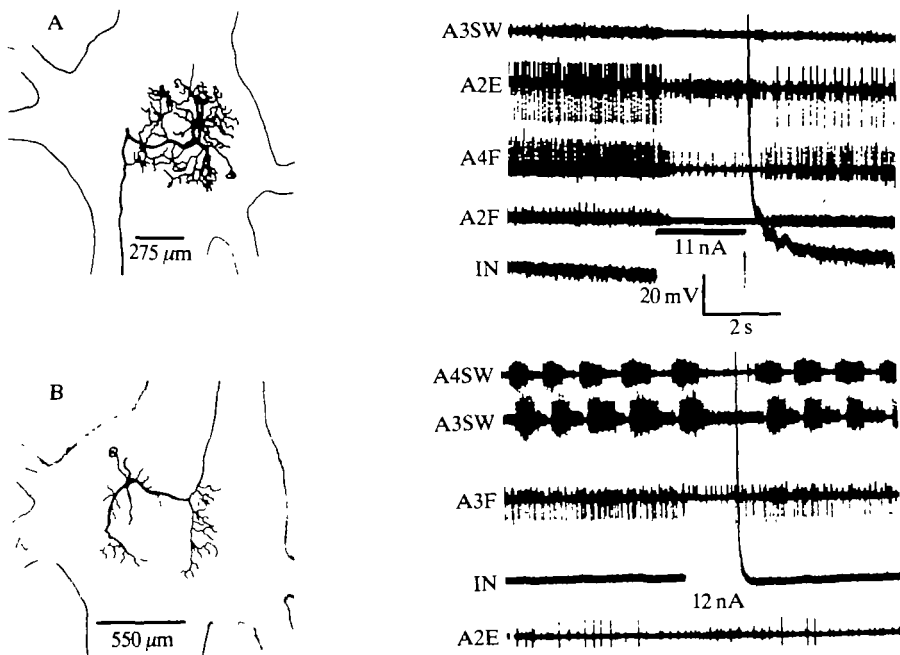 A
275 µm
A3SW
A2E
A4F
A2F
11 nA
IN
20 mV
2 s
B
550 µm
A4SW
A3SW
A3F
IN
12 nA
A2E